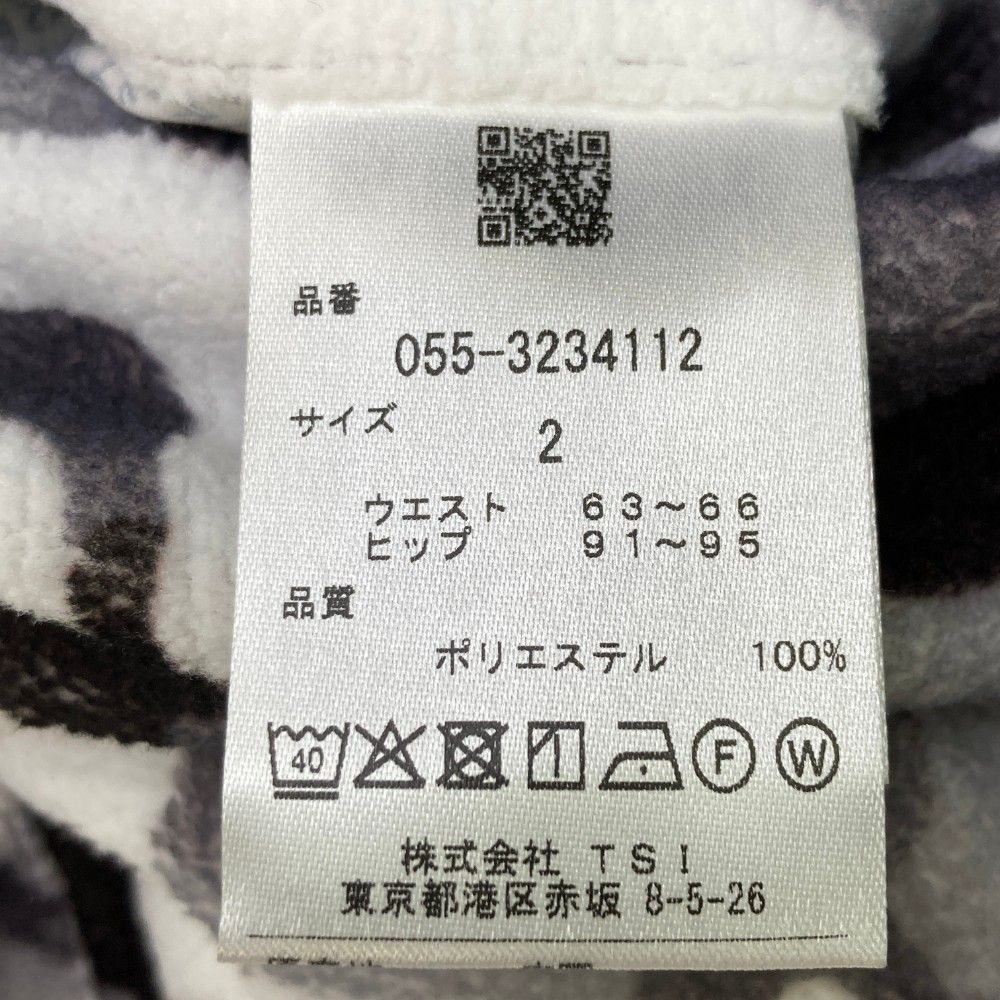 品番
055-3234112
サイズ
2
ウエスト 63～66
ヒップ 91～95
品質
ポリエステル 100%
40 F W
株式会社 TSI
東京都港区赤坂 8-5-26